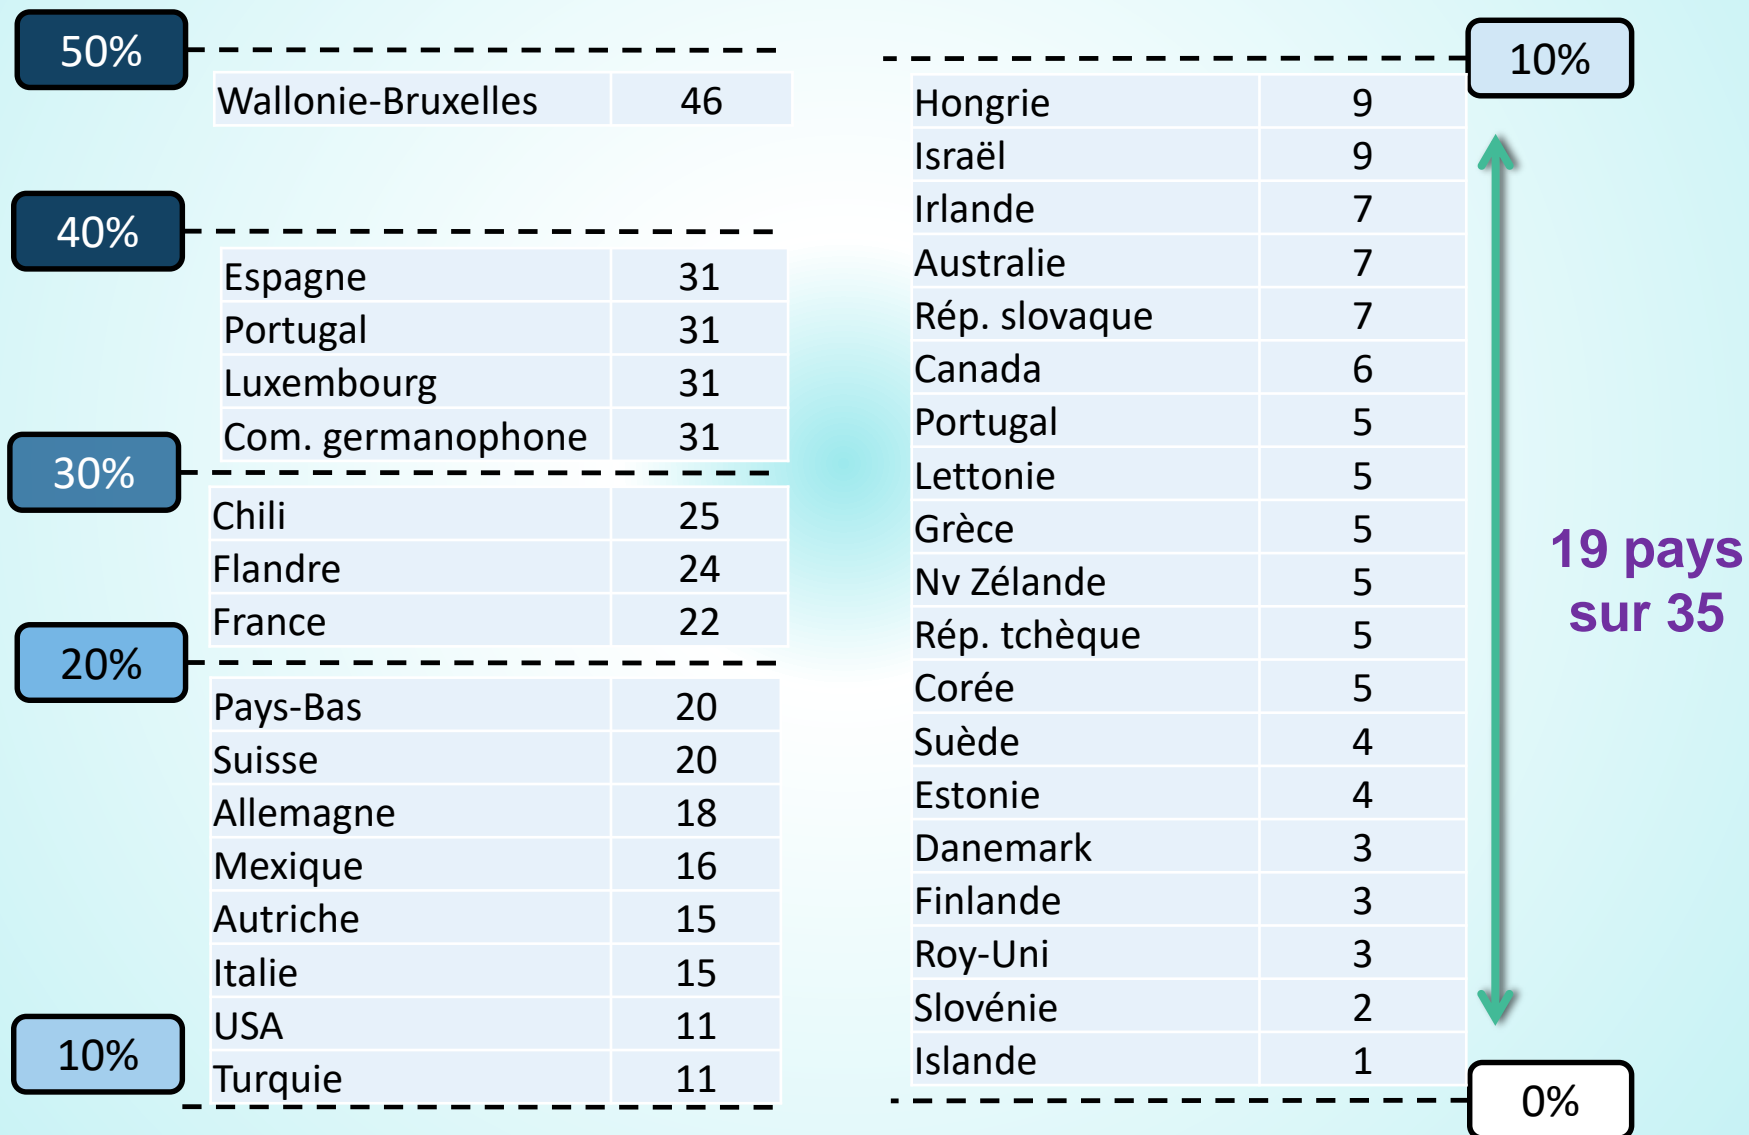 50%
Wallonie-Bruxelles 46
40%
Espagne 31
Portugal 31
Luxembourg 31
Com. germanophone 31
30%
Chili 25
Flandre 24
France 22
20%
Pays-Bas 20
Suisse 20
Allemagne 18
Mexique 16
Autriche 15
Italie 15
USA 11
10%
Turquie 11
10%
Hongrie 9
Israël 9
Irlande 7
Australie 7
Rép. slovaque 7
Canada 6
Portugal 5
Lettonie 5
Grèce 5
Nv Zélande 5
Rép. tchèque 5
Corée 5
Suède 4
Estonie 4
Danemark 3
Finlande 3
Roy-Uni 3
Slovénie 2
Islande 1
0%
19 pays
sur 35